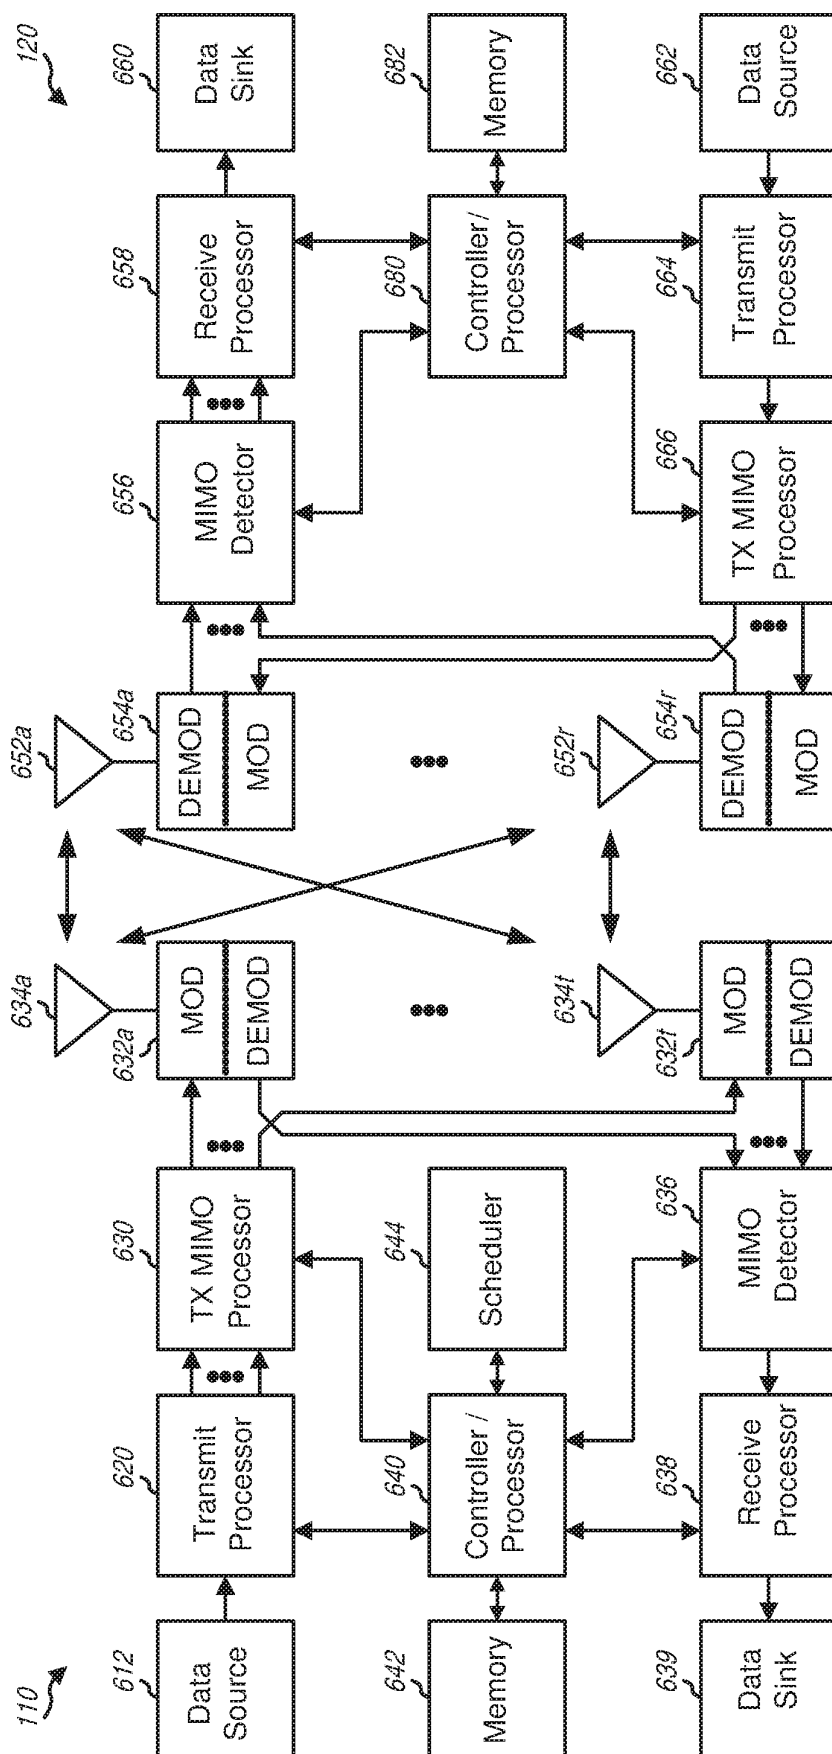 110
120
612
Data
Source
620
Transmit
Processor
630
TX MIMO
Processor
632a
MOD
DEMOD
634a
652a
654a
DEMOD
MOD
656
MIMO
Detector
658
Receive
Processor
660
Data
Sink
642
Memory
640
Controller /
Processor
644
Scheduler
680
Controller/
Processor
682
Memory
639
Data
Sink
638
Receive
Processor
636
MIMO
Detector
632t
MOD
DEMOD
634t
652r
654r
DEMOD
MOD
666
TX MIMO
Processor
664
Transmit
Processor
662
Data
Source